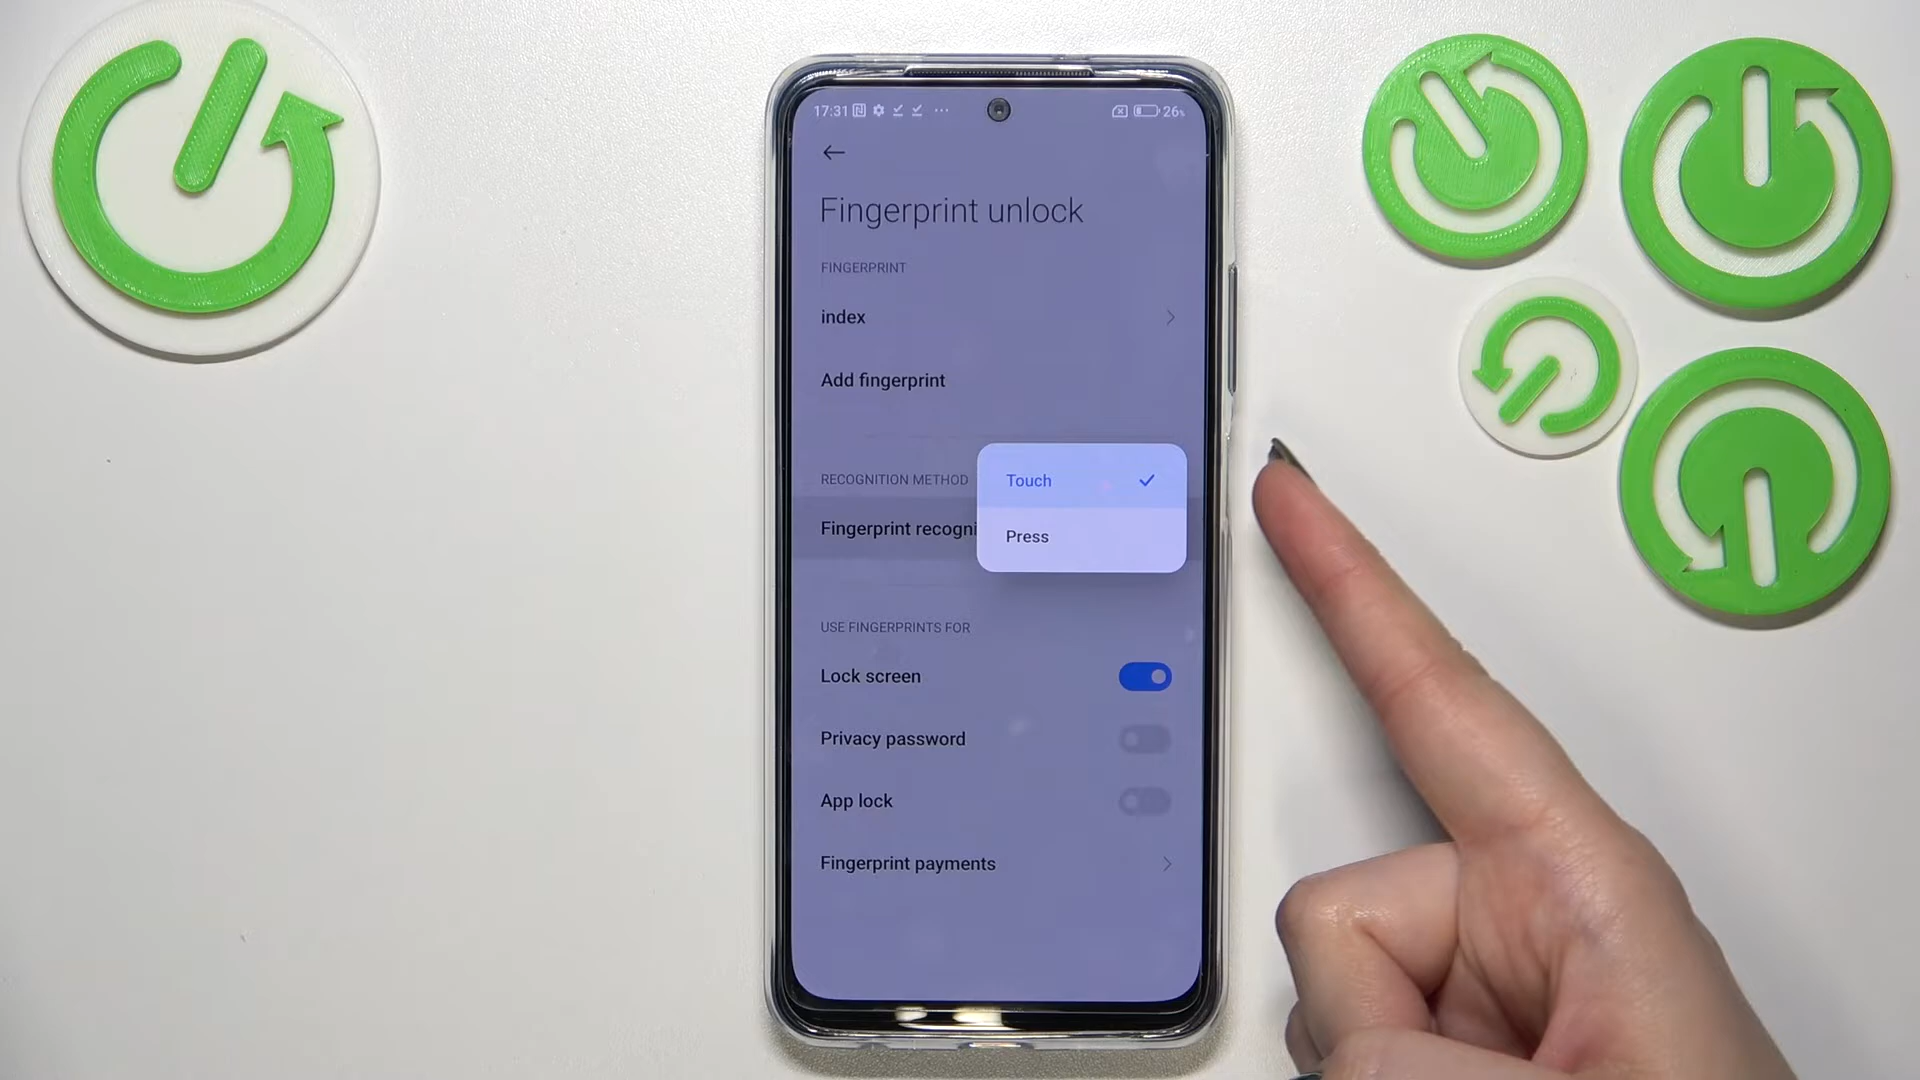 17:31 ... 26%
Fingerprint unlock
FINGERPRINT
index
Add fingerprint
RECOGNITION METHOD
Touch
Fingerprint recogni
Press
USE FINGERPRINTS FOR
Lock screen
Privacy password
App lock
Fingerprint payments